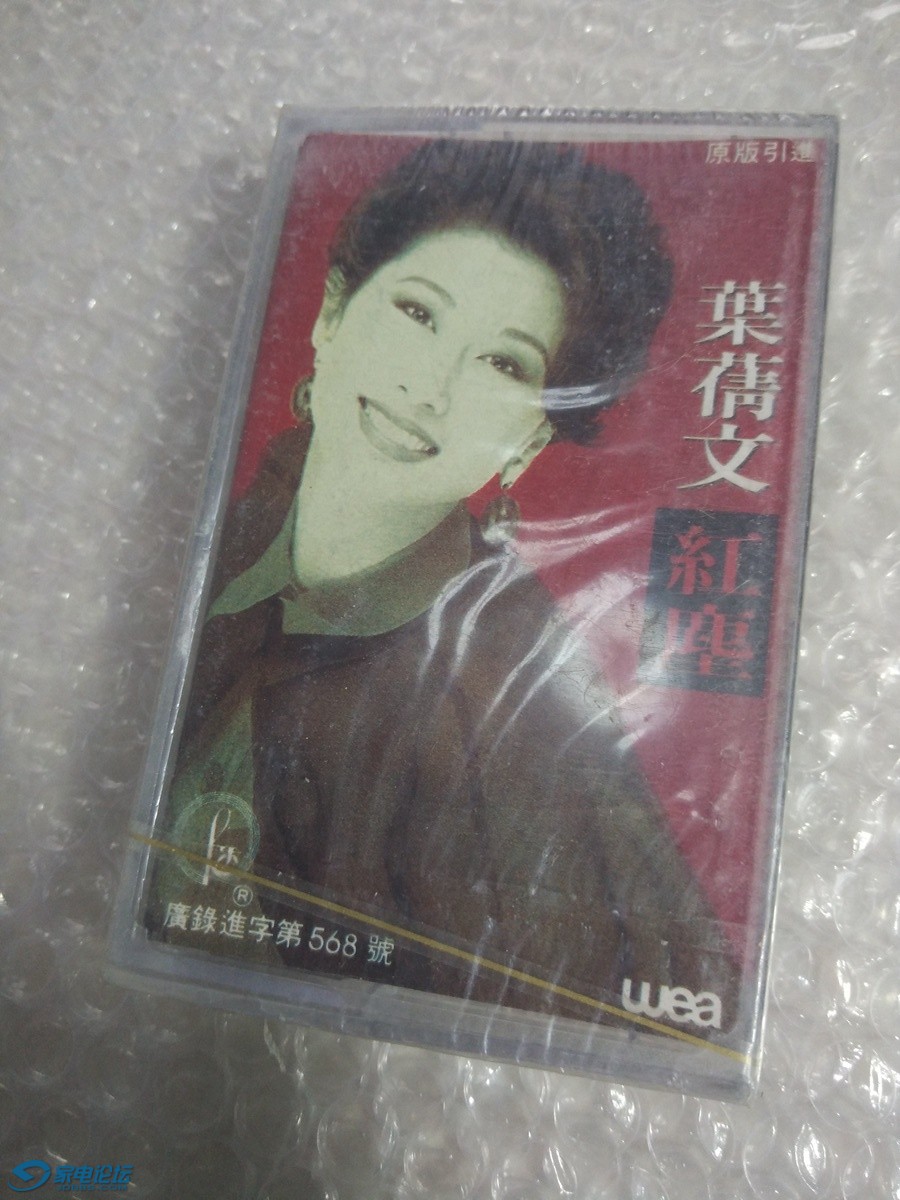 原版引進
葉蒨文
紅塵
®
廣錄進字第568號
wea
家电论坛